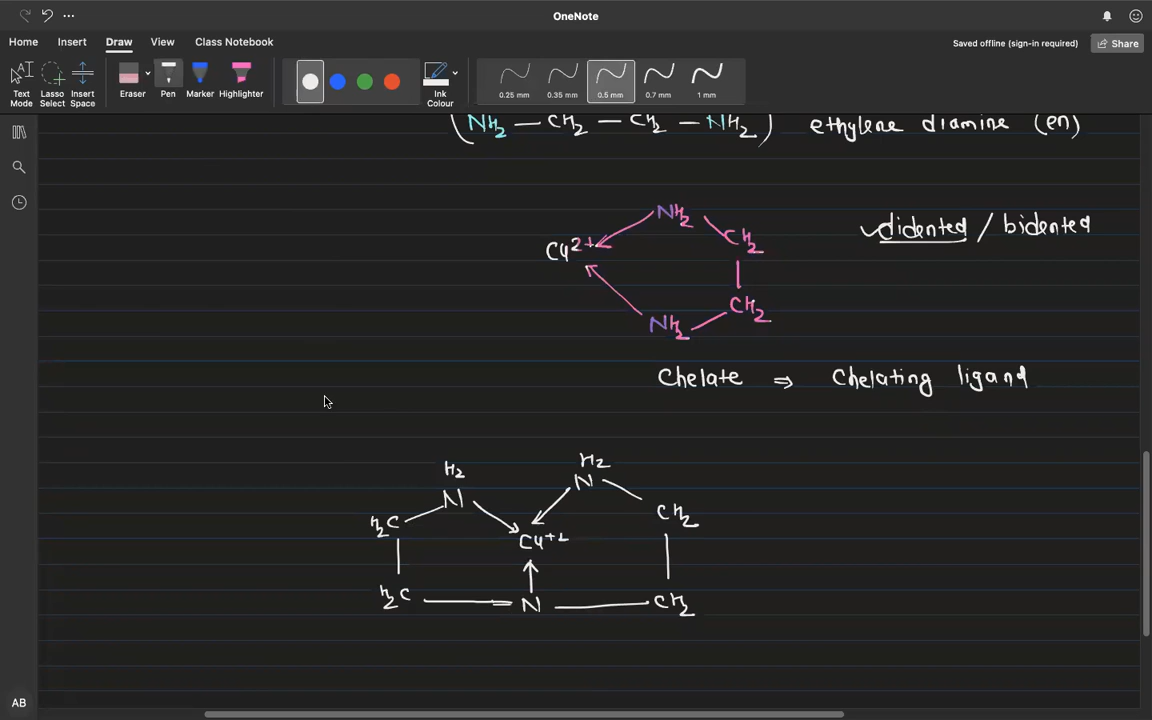 OneNote
Home Insert Draw View Class Notebook
Saved offline (sign-in required) Share
Text Mode
Lasso Select
Insert Space
Eraser
Pen
Marker
Highlighter
Ink Colour
0.25 mm 0.35 mm 0.5 mm 0.7 mm 1 mm
(NH2 — CH2 — CH2 — NH2) ethylene diamine (en)
NH2
didented / bidented
CH2
Cu2+
CH2
NH2
Chelate ⇒ Chelating ligand
H2 H2
N N
H2C CH2
Cu++
H2C N CH2
AB